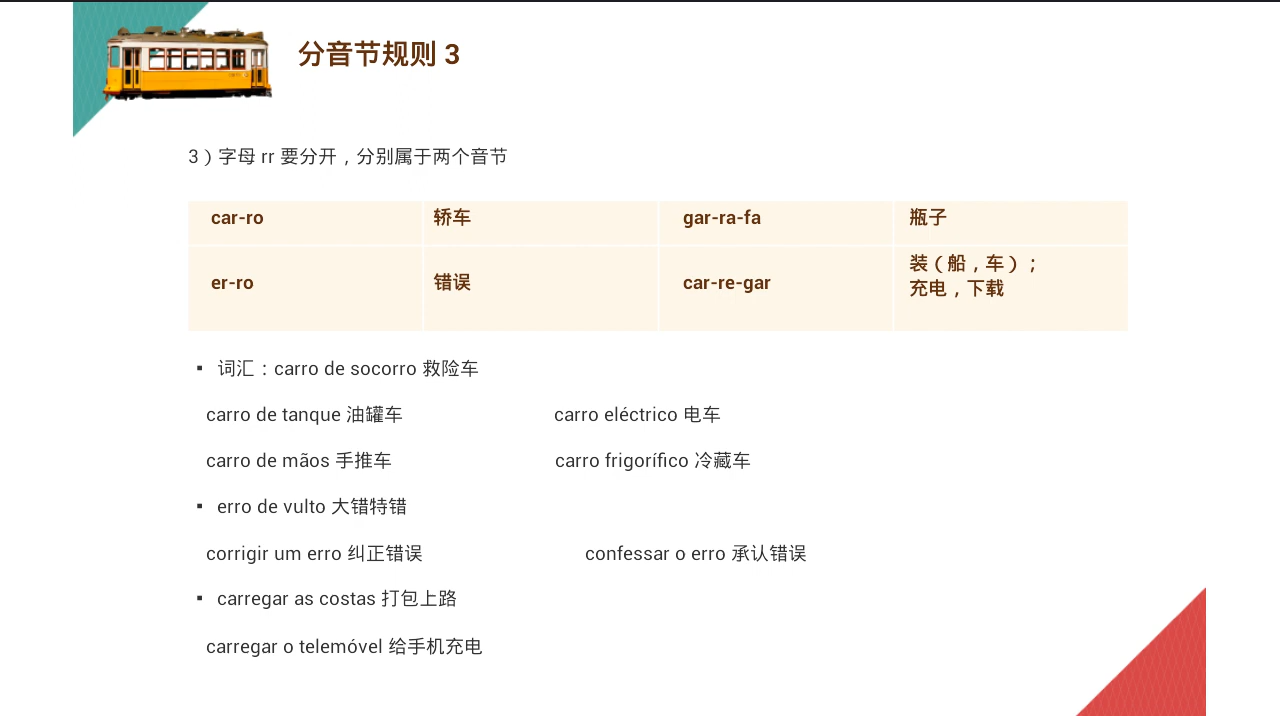 分音节规则 3
3）字母 rr 要分开，分别属于两个音节
car-ro 轿车 gar-ra-fa 瓶子
er-ro 错误 car-re-gar 装（船，车）；
充电，下载
▪ 词汇：carro de socorro 救险车
carro de tanque 油罐车 carro eléctrico 电车
carro de mãos 手推车 carro frigorífico 冷藏车
▪ erro de vulto 大错特错
corrigir um erro 纠正错误 confessar o erro 承认错误
▪ carregar as costas 打包上路
carregar o telemóvel 给手机充电